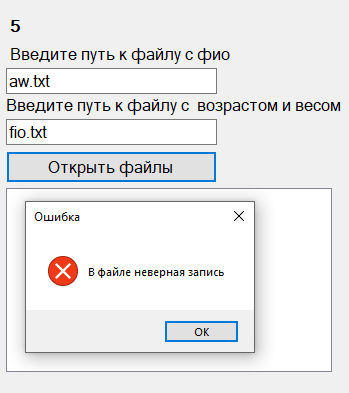 5
Введите путь к файлу с фио
aw.txt
Введите путь к файлу с возрастом и весом
fio.txt
Открыть файлы
Ошибка
В файле неверная запись
ОК